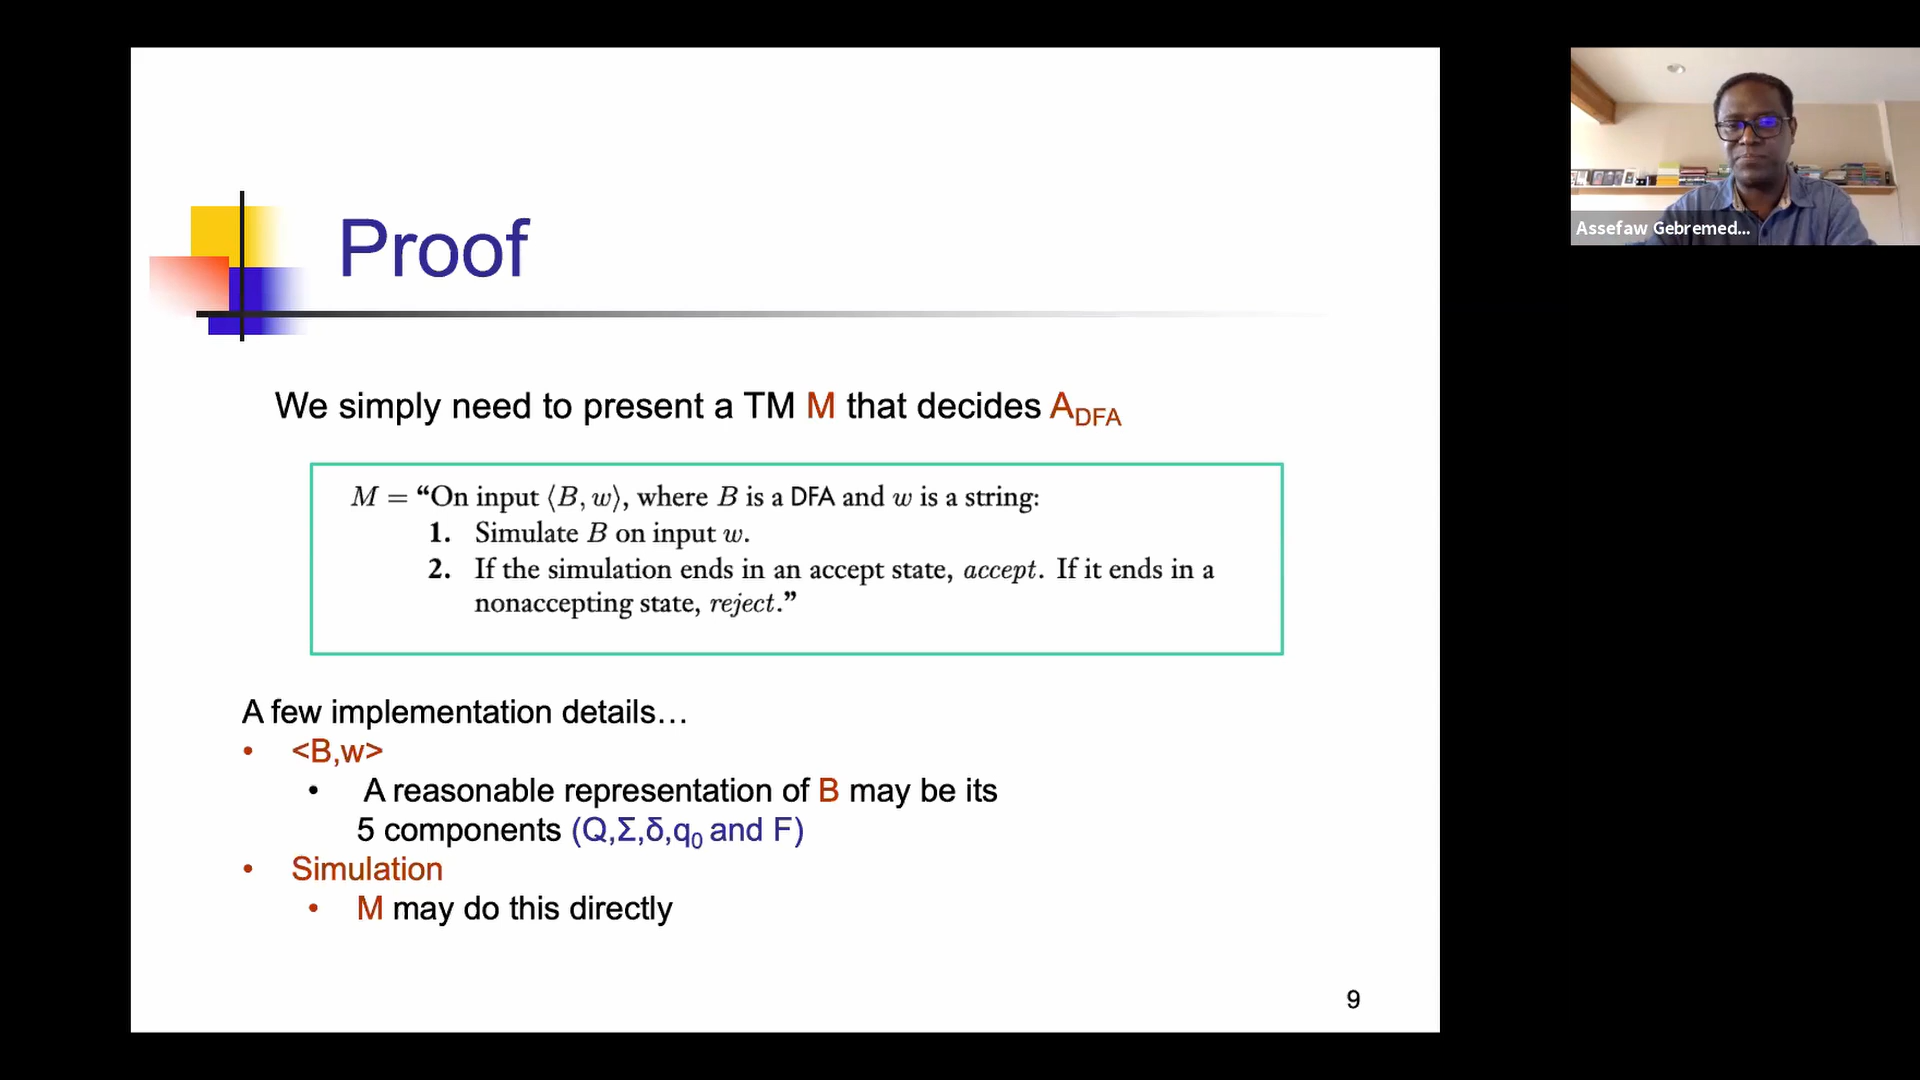 Proof
We simply need to present a TM M that decides A_DFA
M = “On input ⟨B, w⟩, where B is a DFA and w is a string:
1. Simulate B on input w.
2. If the simulation ends in an accept state, accept. If it ends in a
nonaccepting state, reject.”
A few implementation details…
• <B,w>
• A reasonable representation of B may be its
5 components (Q,Σ,δ,q₀ and F)
• Simulation
• M may do this directly
9
Assefaw Gebremed...